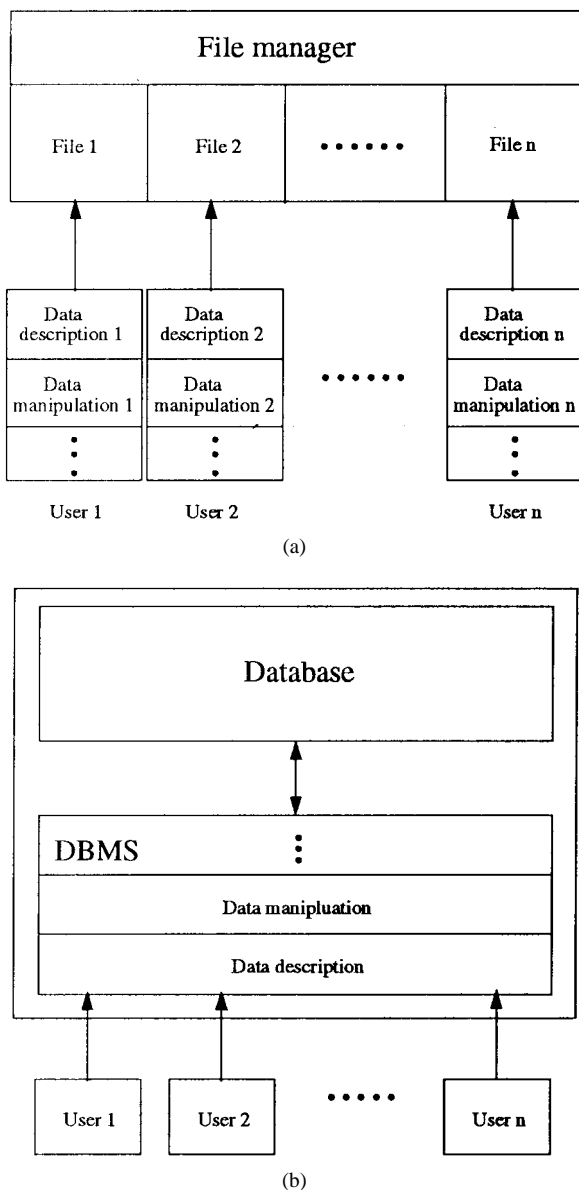 File manager
File 1
File 2
File n
Data
description 1
Data
description 2
Data
description n
Data
manipulation 1
Data
manipulation 2
Data
manipulation n
User 1
User 2
User n
(a)
Database
DBMS
Data manipluation
Data description
User 1
User 2
User n
(b)